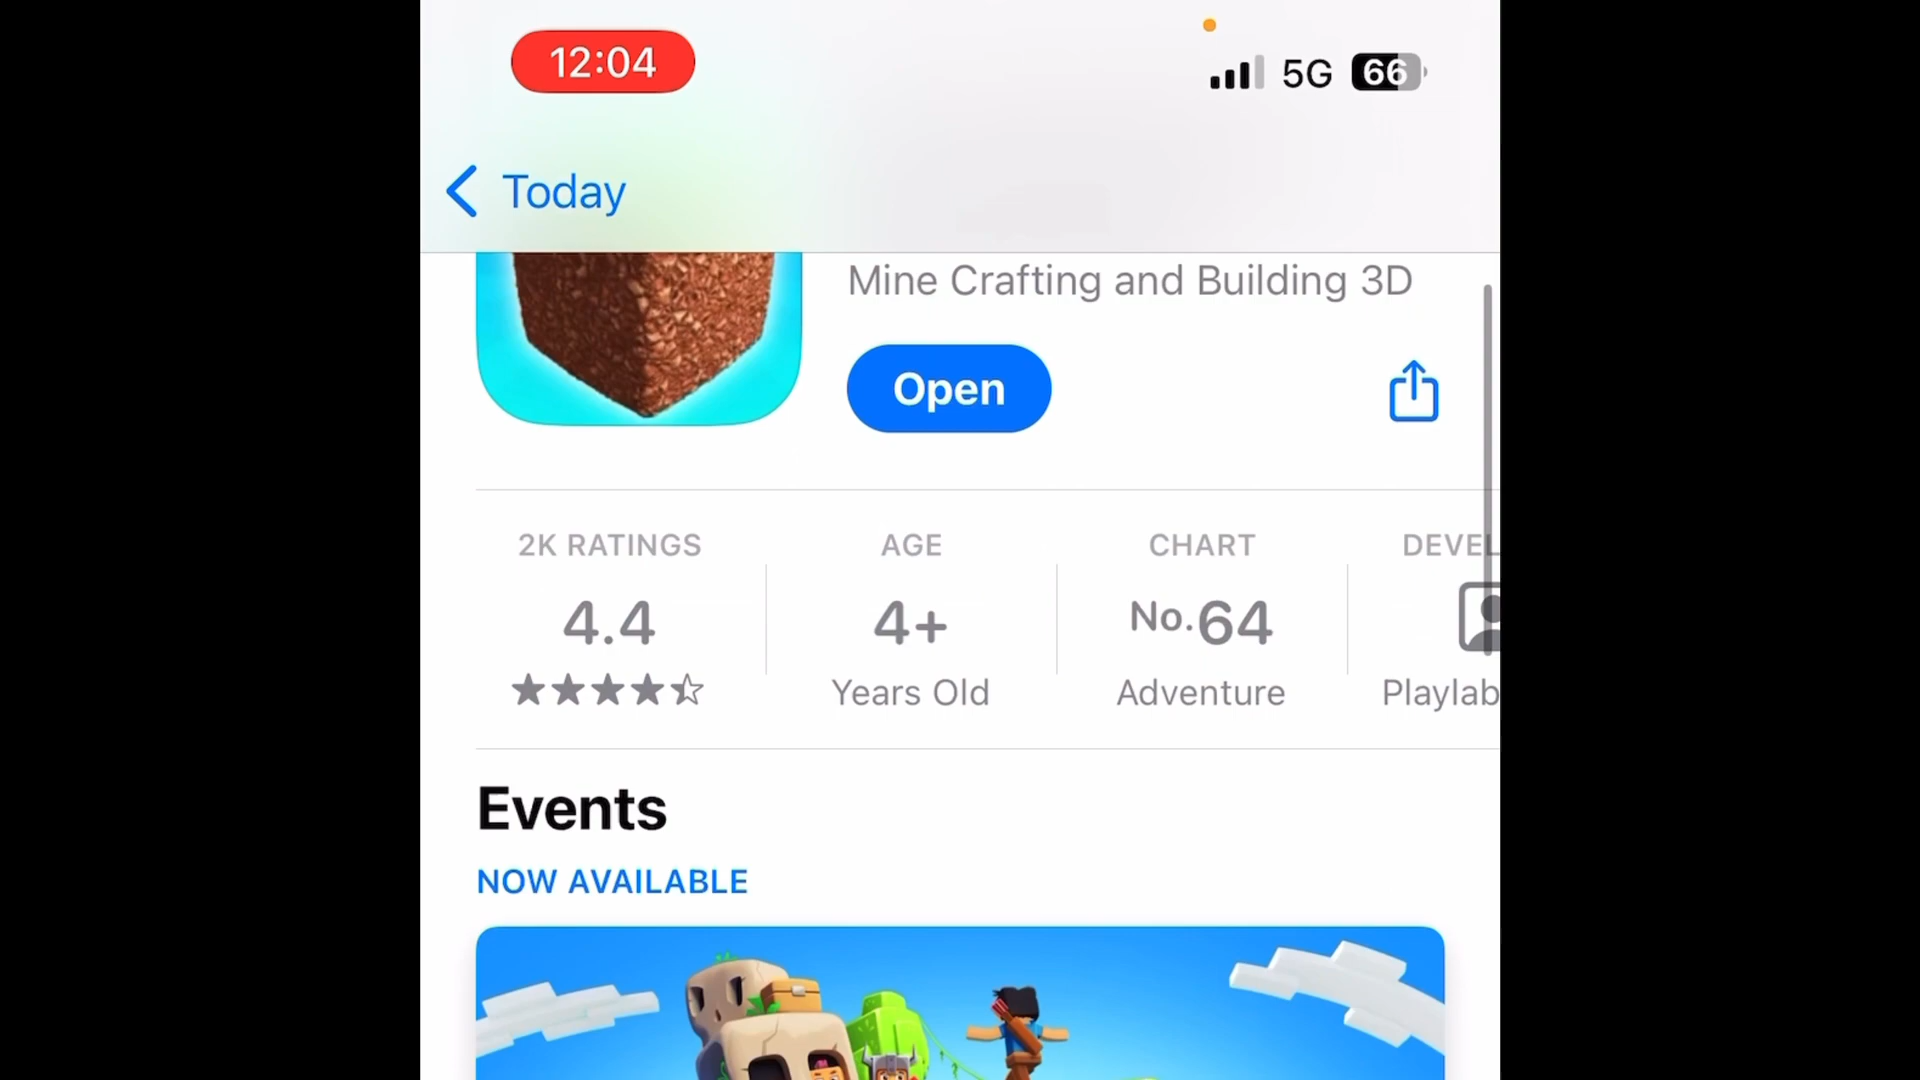 12:04
5G 66
Today
Mine Crafting and Building 3D
Open
2K RATINGS
4.4
AGE
4+
Years Old
CHART
No.64
Adventure
DEVEL
Playlab
Events
NOW AVAILABLE